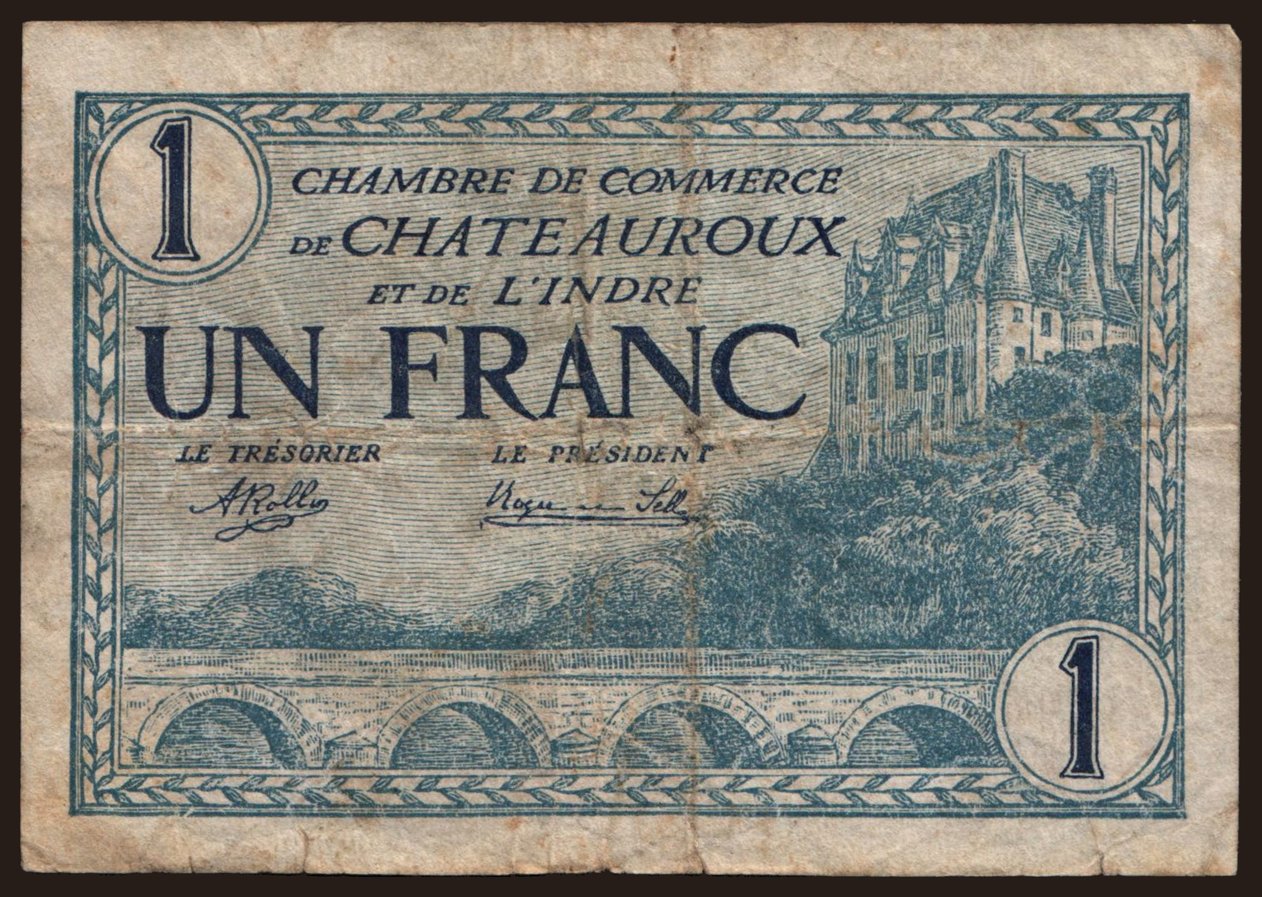 1
CHAMBRE DE COMMERCE
DE CHATEAUROUX
ET DE L'INDRE
UN FRANC
LE TRÉSORIER LE PRÉSIDENT
1